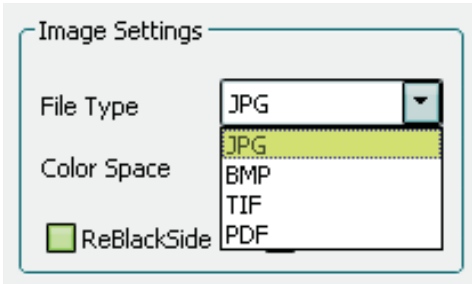 Image Settings
File Type JPG
JPG
Color Space BMP
TIF
ReBlackSide PDF